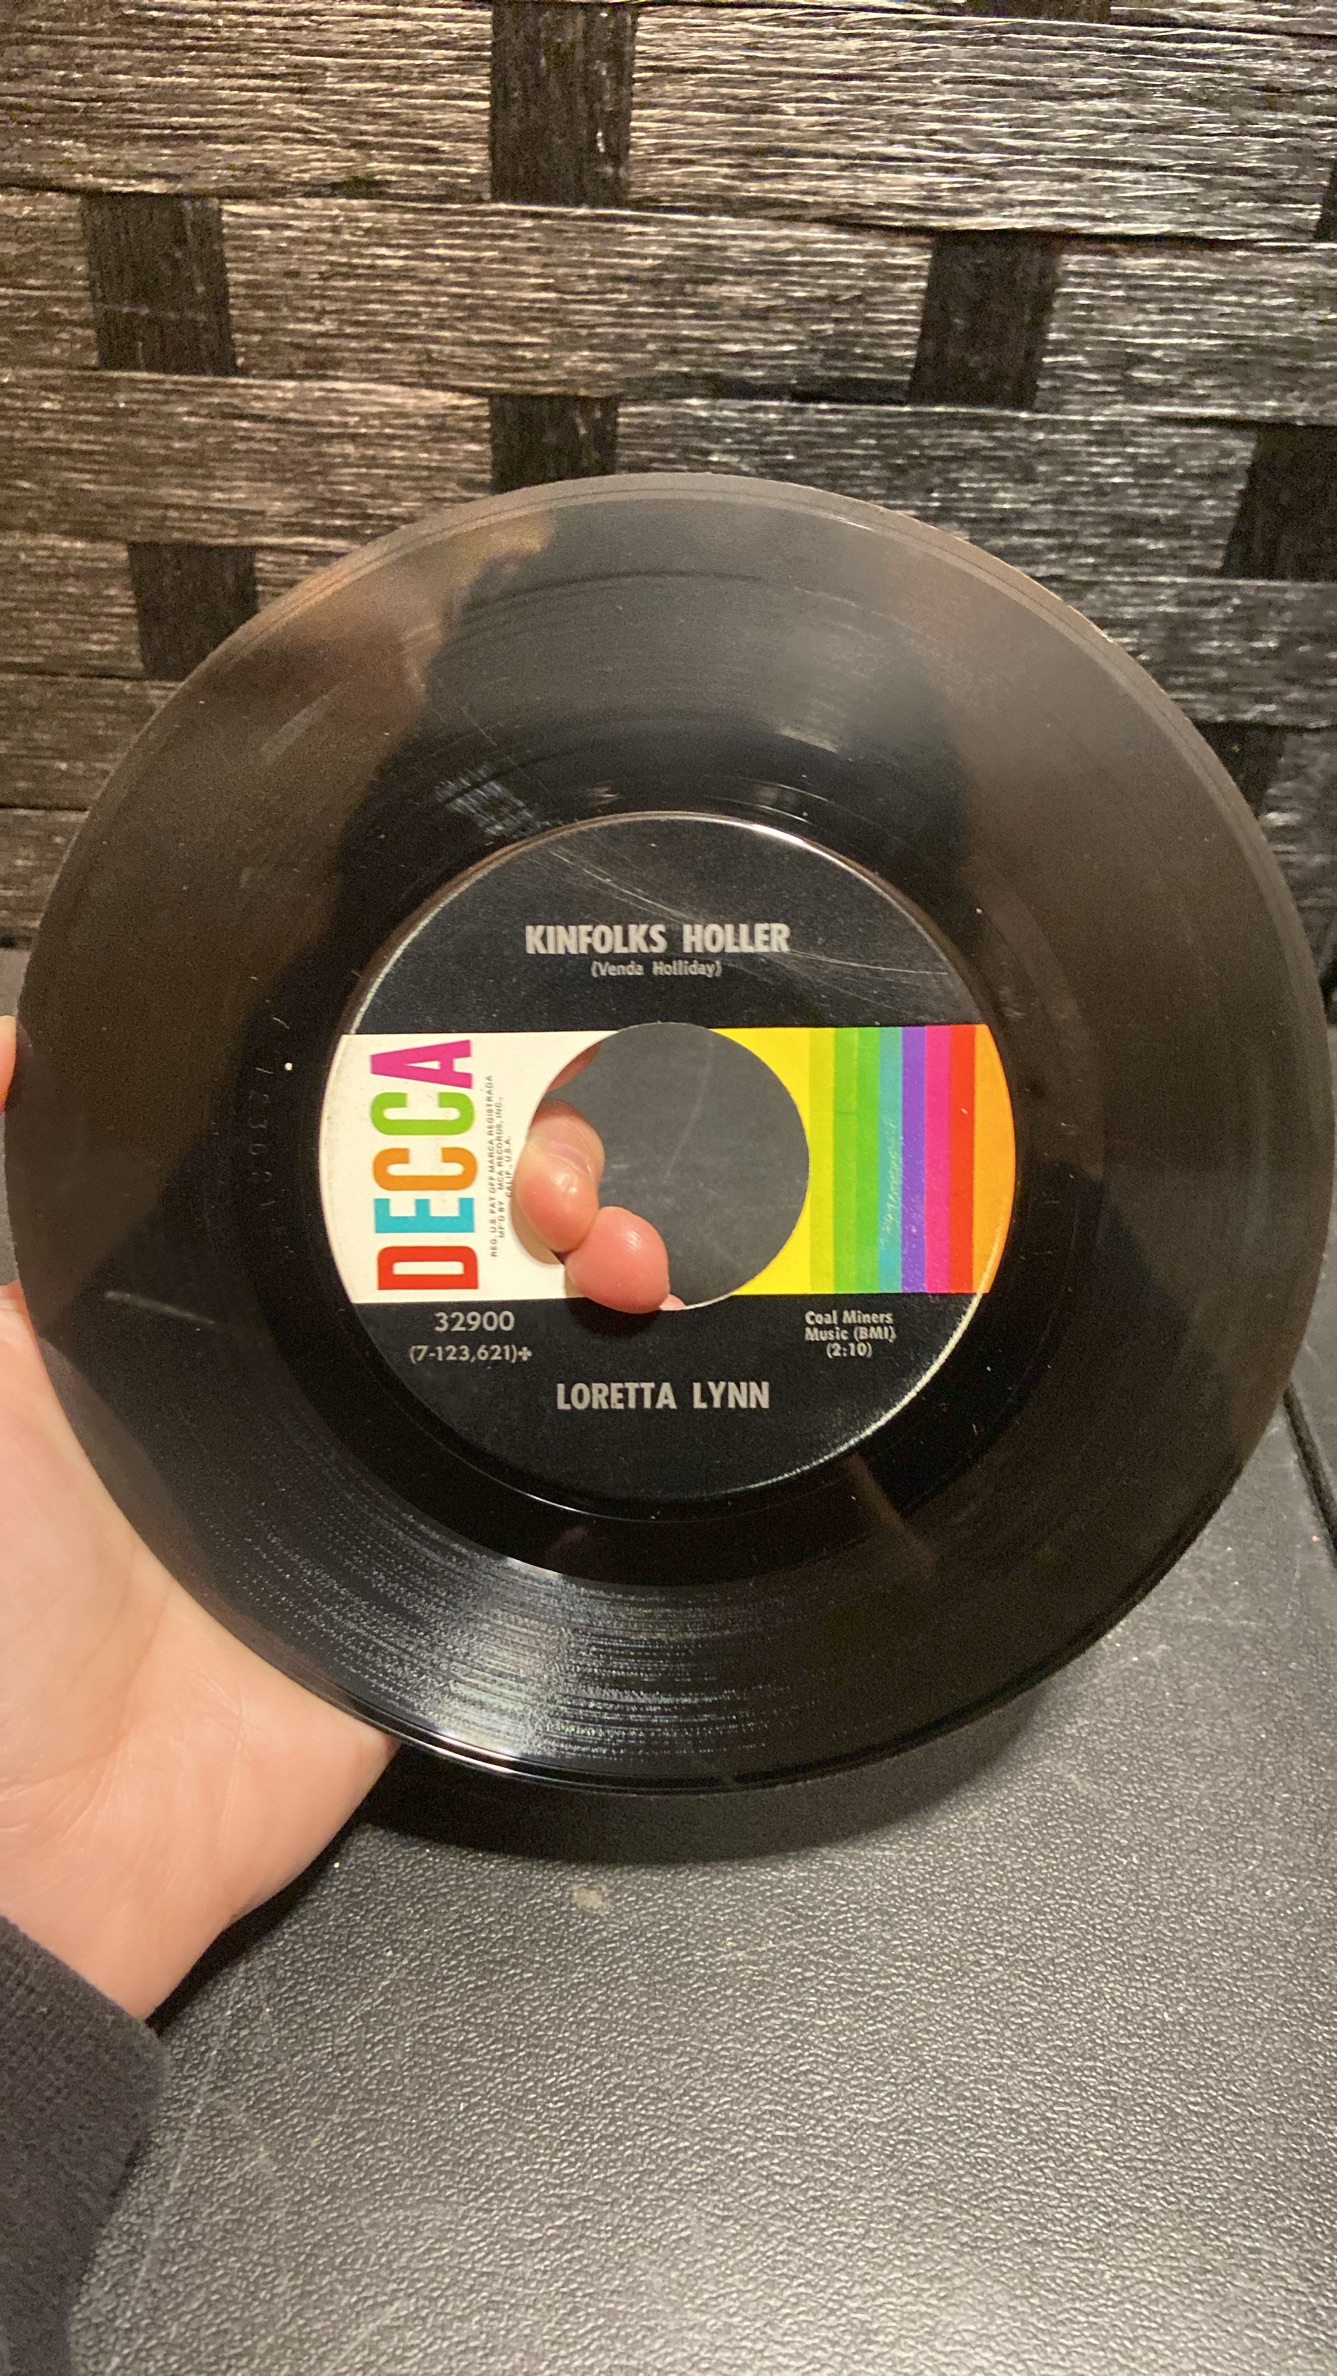 KINFOLKS HOLLER
(Venda Holliday)
DECCA
REG. U.S. PAT OFF MARCA REGISTRADA
MF'D BY MCA RECORDS, INC.,
CALIF., U.S.A.
32900
(7-123,621)✤
Coal Miners
Music (BMI)
(2:10)
LORETTA LYNN